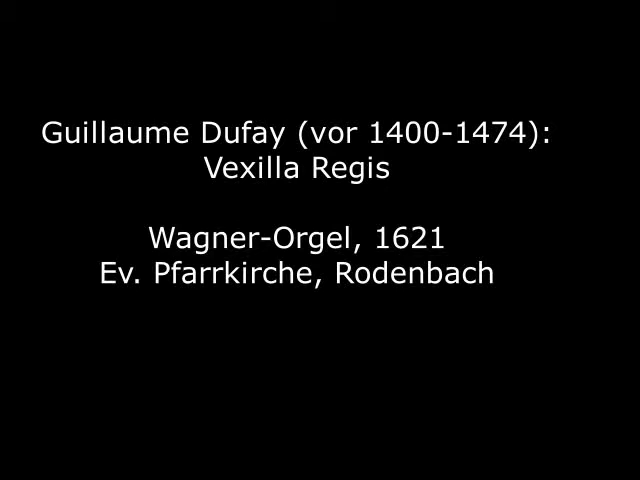 Guillaume Dufay (vor 1400-1474):
Vexilla Regis
Wagner-Orgel, 1621
Ev. Pfarrkirche, Rodenbach